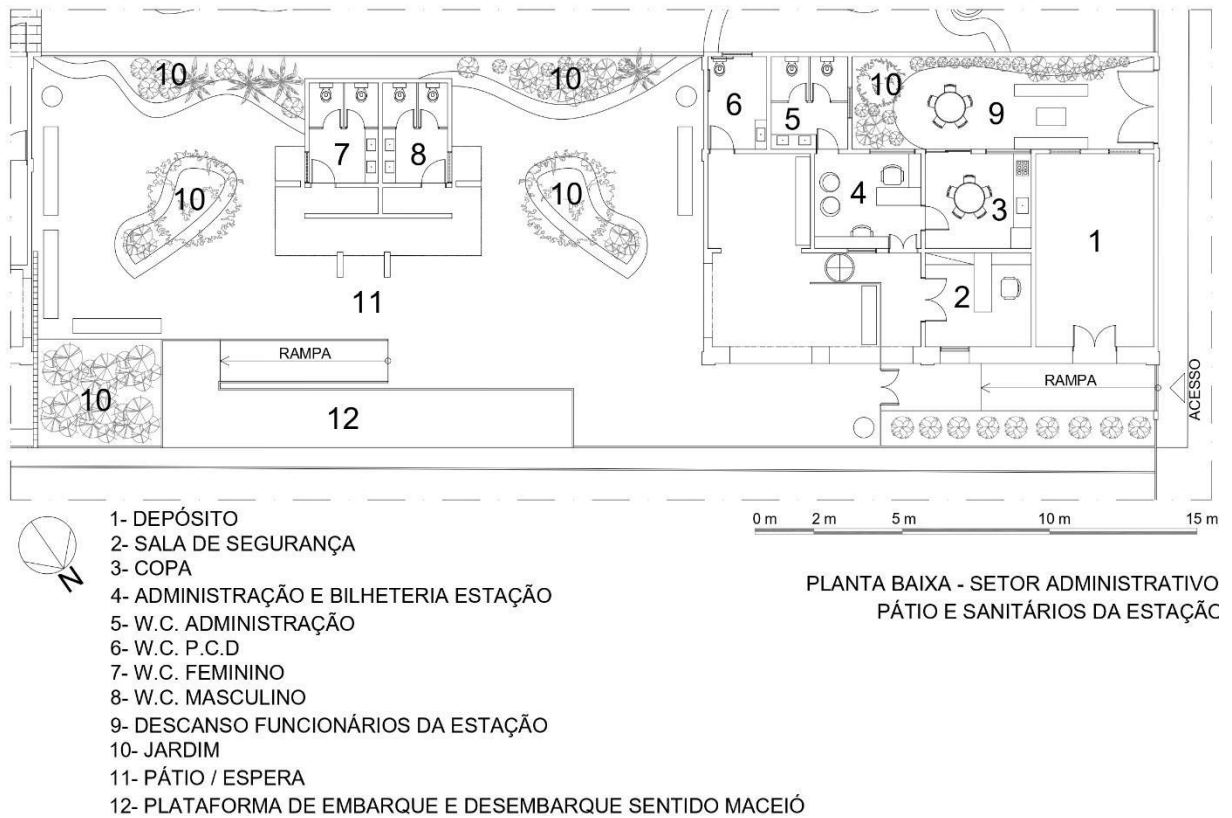 10
10
10
10
10
6
5
9
7
8
4
3
1
11
2
RAMPA
RAMPA
ACESSO
10
12
N
1- DEPÓSITO
2- SALA DE SEGURANÇA
3- COPA
4- ADMINISTRAÇÃO E BILHETERIA ESTAÇÃO
5- W.C. ADMINISTRAÇÃO
6- W.C. P.C.D
7- W.C. FEMININO
8- W.C. MASCULINO
9- DESCANSO FUNCIONÁRIOS DA ESTAÇÃO
10- JARDIM
11- PÁTIO / ESPERA
12- PLATAFORMA DE EMBARQUE E DESEMBARQUE SENTIDO MACEIÓ
0 m 2 m 5 m 10 m 15 m
PLANTA BAIXA - SETOR ADMINISTRATIVO
PÁTIO E SANITÁRIOS DA ESTAÇÃO